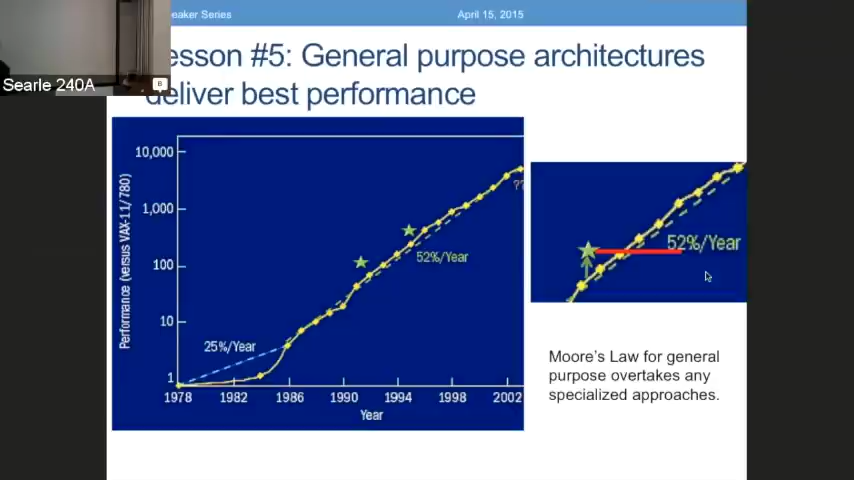 eaker Series
April 15, 2015
esson #5: General purpose architectures
deliver best performance
Searle 240A
Performance (versus VAX-11/780)
10,000
1,000
100
10
1
25%/Year
52%/Year
??
1978 1982 1986 1990 1994 1998 2002
Year
52%/Year
Moore's Law for general
purpose overtakes any
specialized approaches.